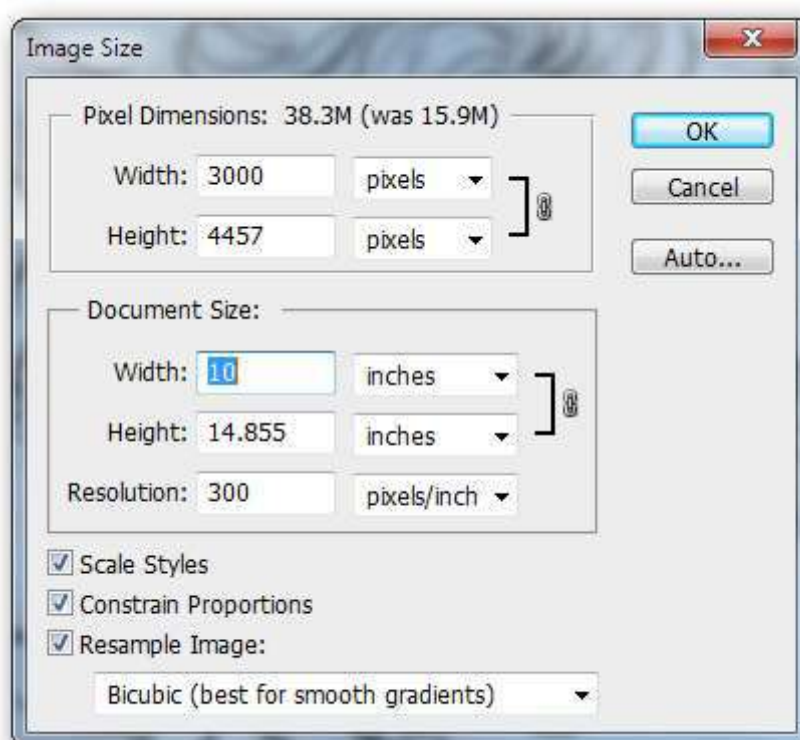 Image Size
Pixel Dimensions: 38.3M (was 15.9M)
OK
Width: 3000 pixels
Cancel
Height: 4457 pixels
Auto...
Document Size:
Width: 10 inches
Height: 14.855 inches
Resolution: 300 pixels/inch
Scale Styles
Constrain Proportions
Resample Image:
Bicubic (best for smooth gradients)